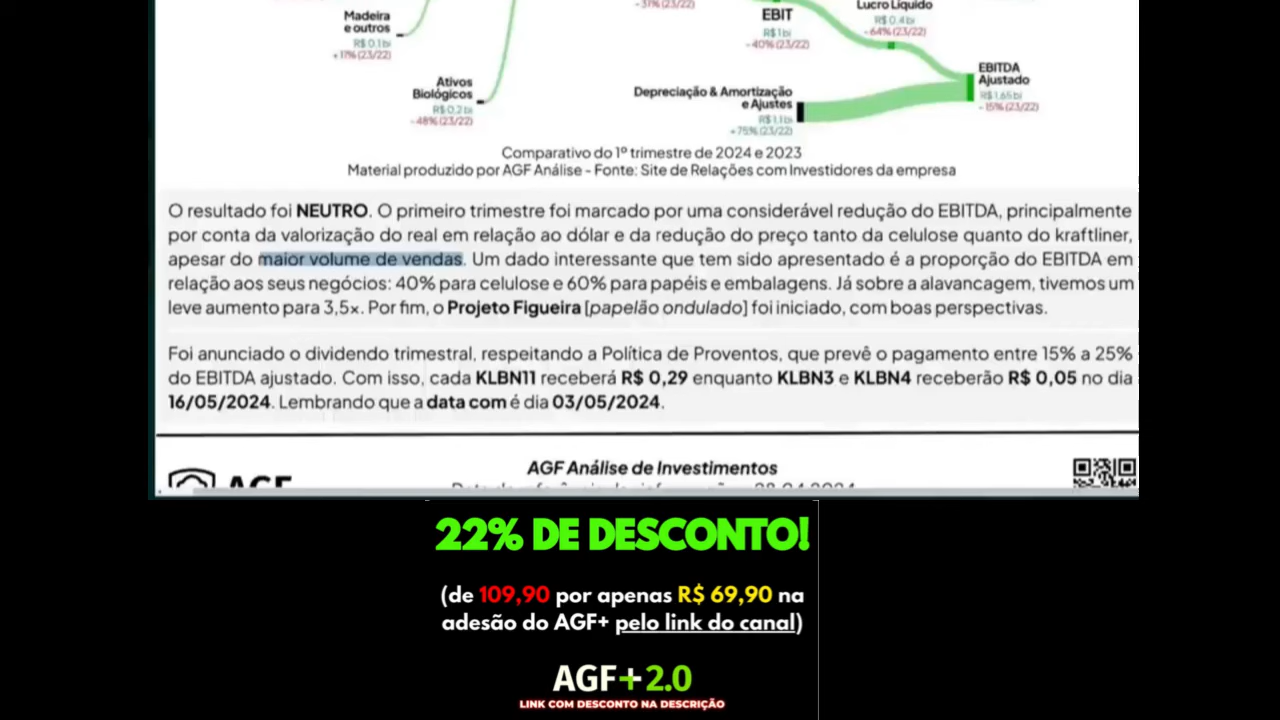 -31% (23/22)
Lucro Líquido
R$ 0,4 bi
-64% (23/22)
Madeira
e outros
R$ 0,1 bi
+11% (23/22)
EBIT
R$ 1 bi
-40% (23/22)
Ativos
Biológicos
R$ 0,2 bi
-48% (23/22)
Depreciação & Amortização
e Ajustes
R$ 1,1 bi
+75% (23/22)
EBITDA
Ajustado
R$ 1,65 bi
-15% (23/22)
Comparativo do 1º trimestre de 2024 e 2023
Material produzido por AGF Análise - Fonte: Site de Relações com Investidores da empresa
O resultado foi NEUTRO. O primeiro trimestre foi marcado por uma considerável redução do EBITDA, principalmente
por conta da valorização do real em relação ao dólar e da redução do preço tanto da celulose quanto do kraftliner,
apesar do maior volume de vendas. Um dado interessante que tem sido apresentado é a proporção do EBITDA em
relação aos seus negócios: 40% para celulose e 60% para papéis e embalagens. Já sobre a alavancagem, tivemos um
leve aumento para 3,5x. Por fim, o Projeto Figueira [papelão ondulado] foi iniciado, com boas perspectivas.
Foi anunciado o dividendo trimestral, respeitando a Política de Proventos, que prevê o pagamento entre 15% a 25%
do EBITDA ajustado. Com isso, cada KLBN11 receberá R$ 0,29 enquanto KLBN3 e KLBN4 receberão R$ 0,05 no dia
16/05/2024. Lembrando que a data com é dia 03/05/2024.
AGF
AGF Análise de Investimentos
22% DE DESCONTO!
(de 109,90 por apenas R$ 69,90 na
adesão do AGF+ pelo link do canal)
AGF+2.0
LINK COM DESCONTO NA DESCRIÇÃO